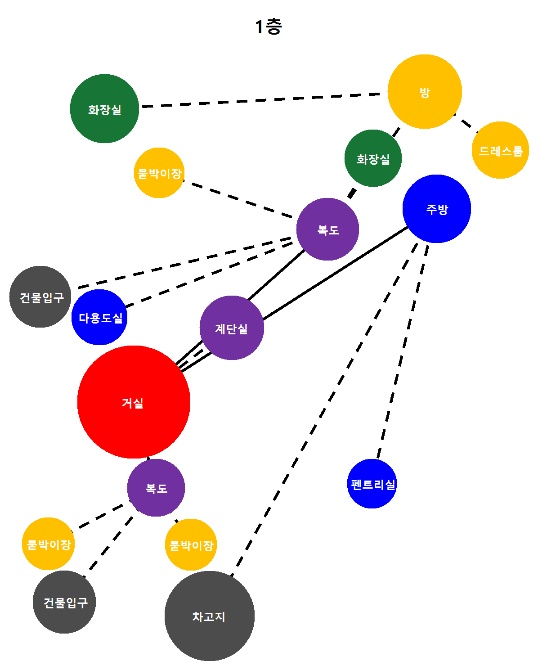 1층
방
화장실
드레스룸
화장실
붙박이장
주방
복도
건물입구
다용도실
계단실
거실
복도
펜트리실
붙박이장
붙박이장
건물입구
차고지